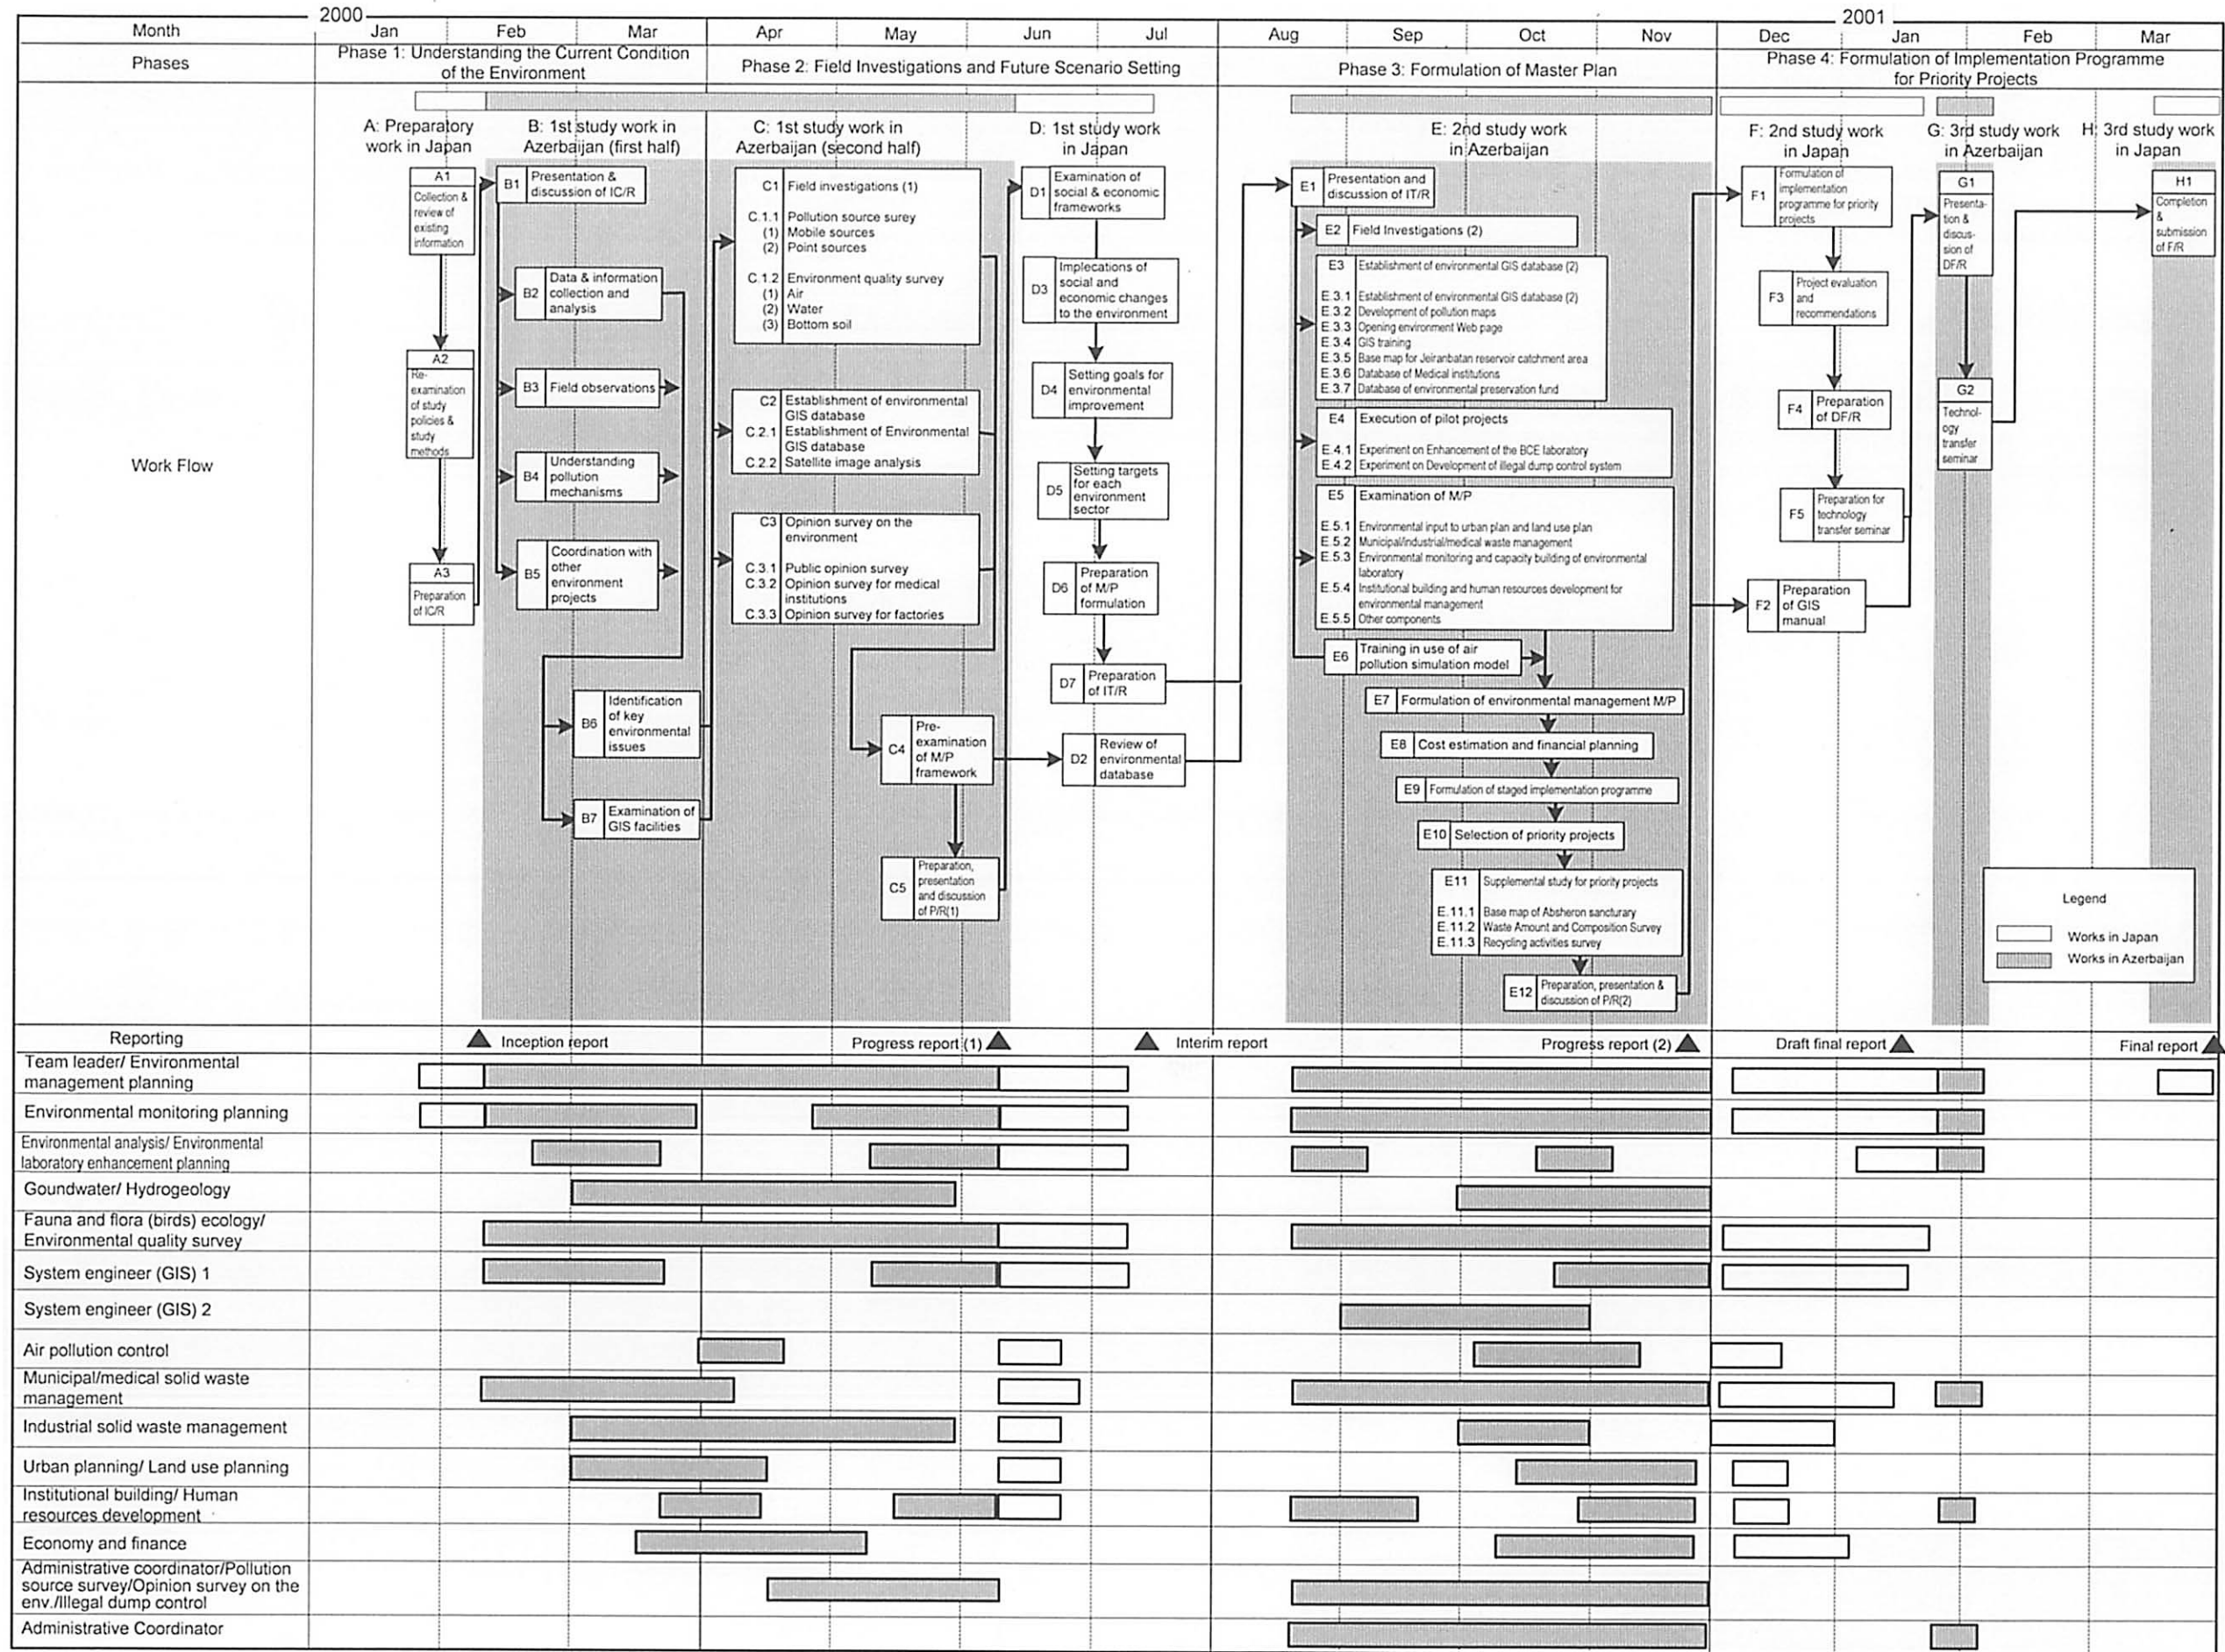 2000
2001
Month
Jan
Feb
Mar
Apr
May
Jun
Jul
Aug
Sep
Oct
Nov
Dec
Jan
Feb
Mar
Phases
Phase 1: Understanding the Current Condition
of the Environment
Phase 2: Field Investigations and Future Scenario Setting
Phase 3: Formulation of Master Plan
Phase 4: Formulation of Implementation Programme
for Priority Projects
Work Flow
A: Preparatory
work in Japan
A1
Collection &
review of
existing
information
A2
Re-
examination
of study
policies &
study
methods
A3
Preparation
of IC/R
B: 1st study work in
Azerbaijan (first half)
B1
Presentation &
discussion of IC/R
B2
Data & information
collection and
analysis
B3
Field observations
B4
Understanding
pollution
mechanisms
B5
Coordination with
other
environment
projects
B6
Identification
of key
environmental
issues
B7
Examination of
GIS facilities
C: 1st study work in
Azerbaijan (second half)
C1 Field investigations (1)
C.1.1 Pollution source surey
(1) Mobile sources
(2) Point sources
C.1.2 Environment quality survey
(1) Air
(2) Water
(3) Bottom soil
C2 Establishment of environmental
GIS database
C.2.1 Establishment of Environmental
GIS database
C.2.2 Satellite image analysis
C3 Opinion survey on the
environment
C.3.1 Public opinion survey
C.3.2 Opinion survey for medical
institutions
C.3.3 Opinion survey for factories
C4
Pre-
examination
of M/P
framework
C5
Preparation,
presentation
and discussion
of P/R(1)
D: 1st study work
in Japan
D1
Examination of
social & economic
frameworks
D3
Implecations of
social and
economic changes
to the environment
D4
Setting goals for
environmental
improvement
D5
Setting targets
for each
environment
sector
D6
Preparation
of M/P
formulation
D7
Preparation
of IT/R
D2
Review of
environmental
database
E: 2nd study work
in Azerbaijan
E1
Presentation and
discussion of IT/R
E2 Field Investigations (2)
E3 Establishment of environmental GIS database (2)
E.3.1 Establishment of environmental GIS database (2)
E.3.2 Development of pollution maps
E.3.3 Opening environment Web page
E.3.4 GIS training
E.3.5 Base map for Jeiranbatan reservoir catchment area
E.3.6 Database of Medical institutions
E.3.7 Database of environmental preservation fund
E4 Execution of pilot projects
E.4.1 Experiment on Enhancement of the BCE laboratory
E.4.2 Experiment on Development of illegal dump control system
E5 Examination of M/P
E.5.1 Environmental input to urban plan and land use plan
E.5.2 Municipal/industrial/medical waste management
E.5.3 Environmental monitoring and capacity building of environmental
laboratory
E.5.4 Institutional building and human resources development for
environmental management
E.5.5 Other components
E6
Training in use of air
pollution simulation model
E7 Formulation of environmental management M/P
E8 Cost estimation and financial planning
E9 Formulation of staged implementation programme
E10 Selection of priority projects
E11 Supplemental study for priority projects
E.11.1 Base map of Absheron sancturary
E.11.2 Waste Amount and Composition Survey
E.11.3 Recycling activities survey
E12
Preparation, presentation &
discussion of P/R(2)
F: 2nd study work
in Japan
F1
Formulation of
implementation
programme for priority
projects
F3
Project evaluation
and
recommendations
F4
Preparation
of DF/R
F5
Preparation for
technology
transfer seminar
F2
Preparation
of GIS
manual
G: 3rd study work
in Azerbaijan
G1
Presenta-
tion &
discus-
sion of
DF/R
G2
Technol-
ogy
transfer
seminar
H: 3rd study work
in Japan
H1
Completion
&
submission
of F/R
Legend
Works in Japan
Works in Azerbaijan
Reporting
Inception report
Progress report (1)
Interim report
Progress report (2)
Draft final report
Final report
Team leader/ Environmental
management planning
Environmental monitoring planning
Environmental analysis/ Environmental
laboratory enhancement planning
Goundwater/ Hydrogeology
Fauna and flora (birds) ecology/
Environmental quality survey
System engineer (GIS) 1
System engineer (GIS) 2
Air pollution control
Municipal/medical solid waste
management
Industrial solid waste management
Urban planning/ Land use planning
Institutional building/ Human
resources development
Economy and finance
Administrative coordinator/Pollution
source survey/Opinion survey on the
env./Illegal dump control
Administrative Coordinator